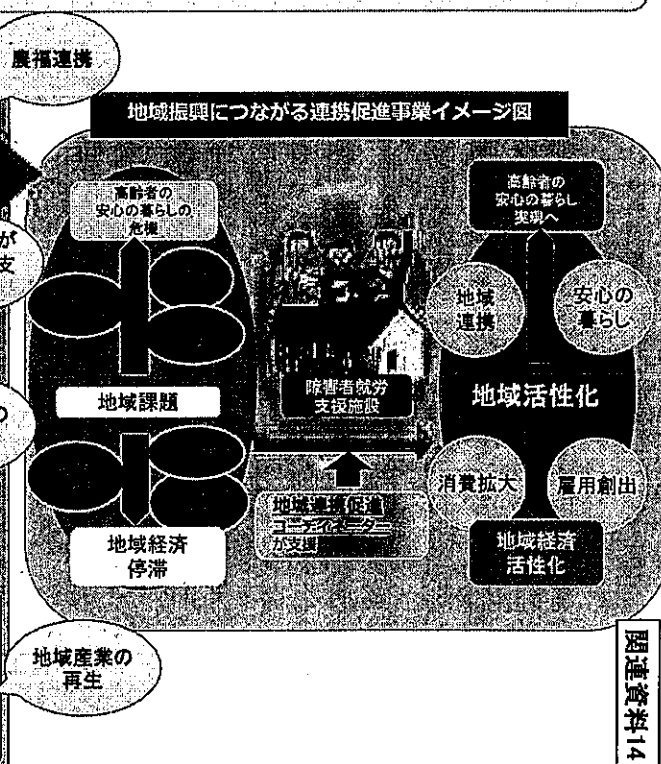 農福連携
地域振興につながる連携促進事業イメージ図
高齢者の
安心の暮らしの
危機
が
支
地域課題
の
地域経済
停滞
障害者就労
支援施設
地域連携促進
コーディネーター
が支援
高齢者の
安心の暮らし
実現へ
地域
連携
安心の
暮らし
地域活性化
消費拡大
雇用創出
地域経済
活性化
地域産業の
再生
関連資料14